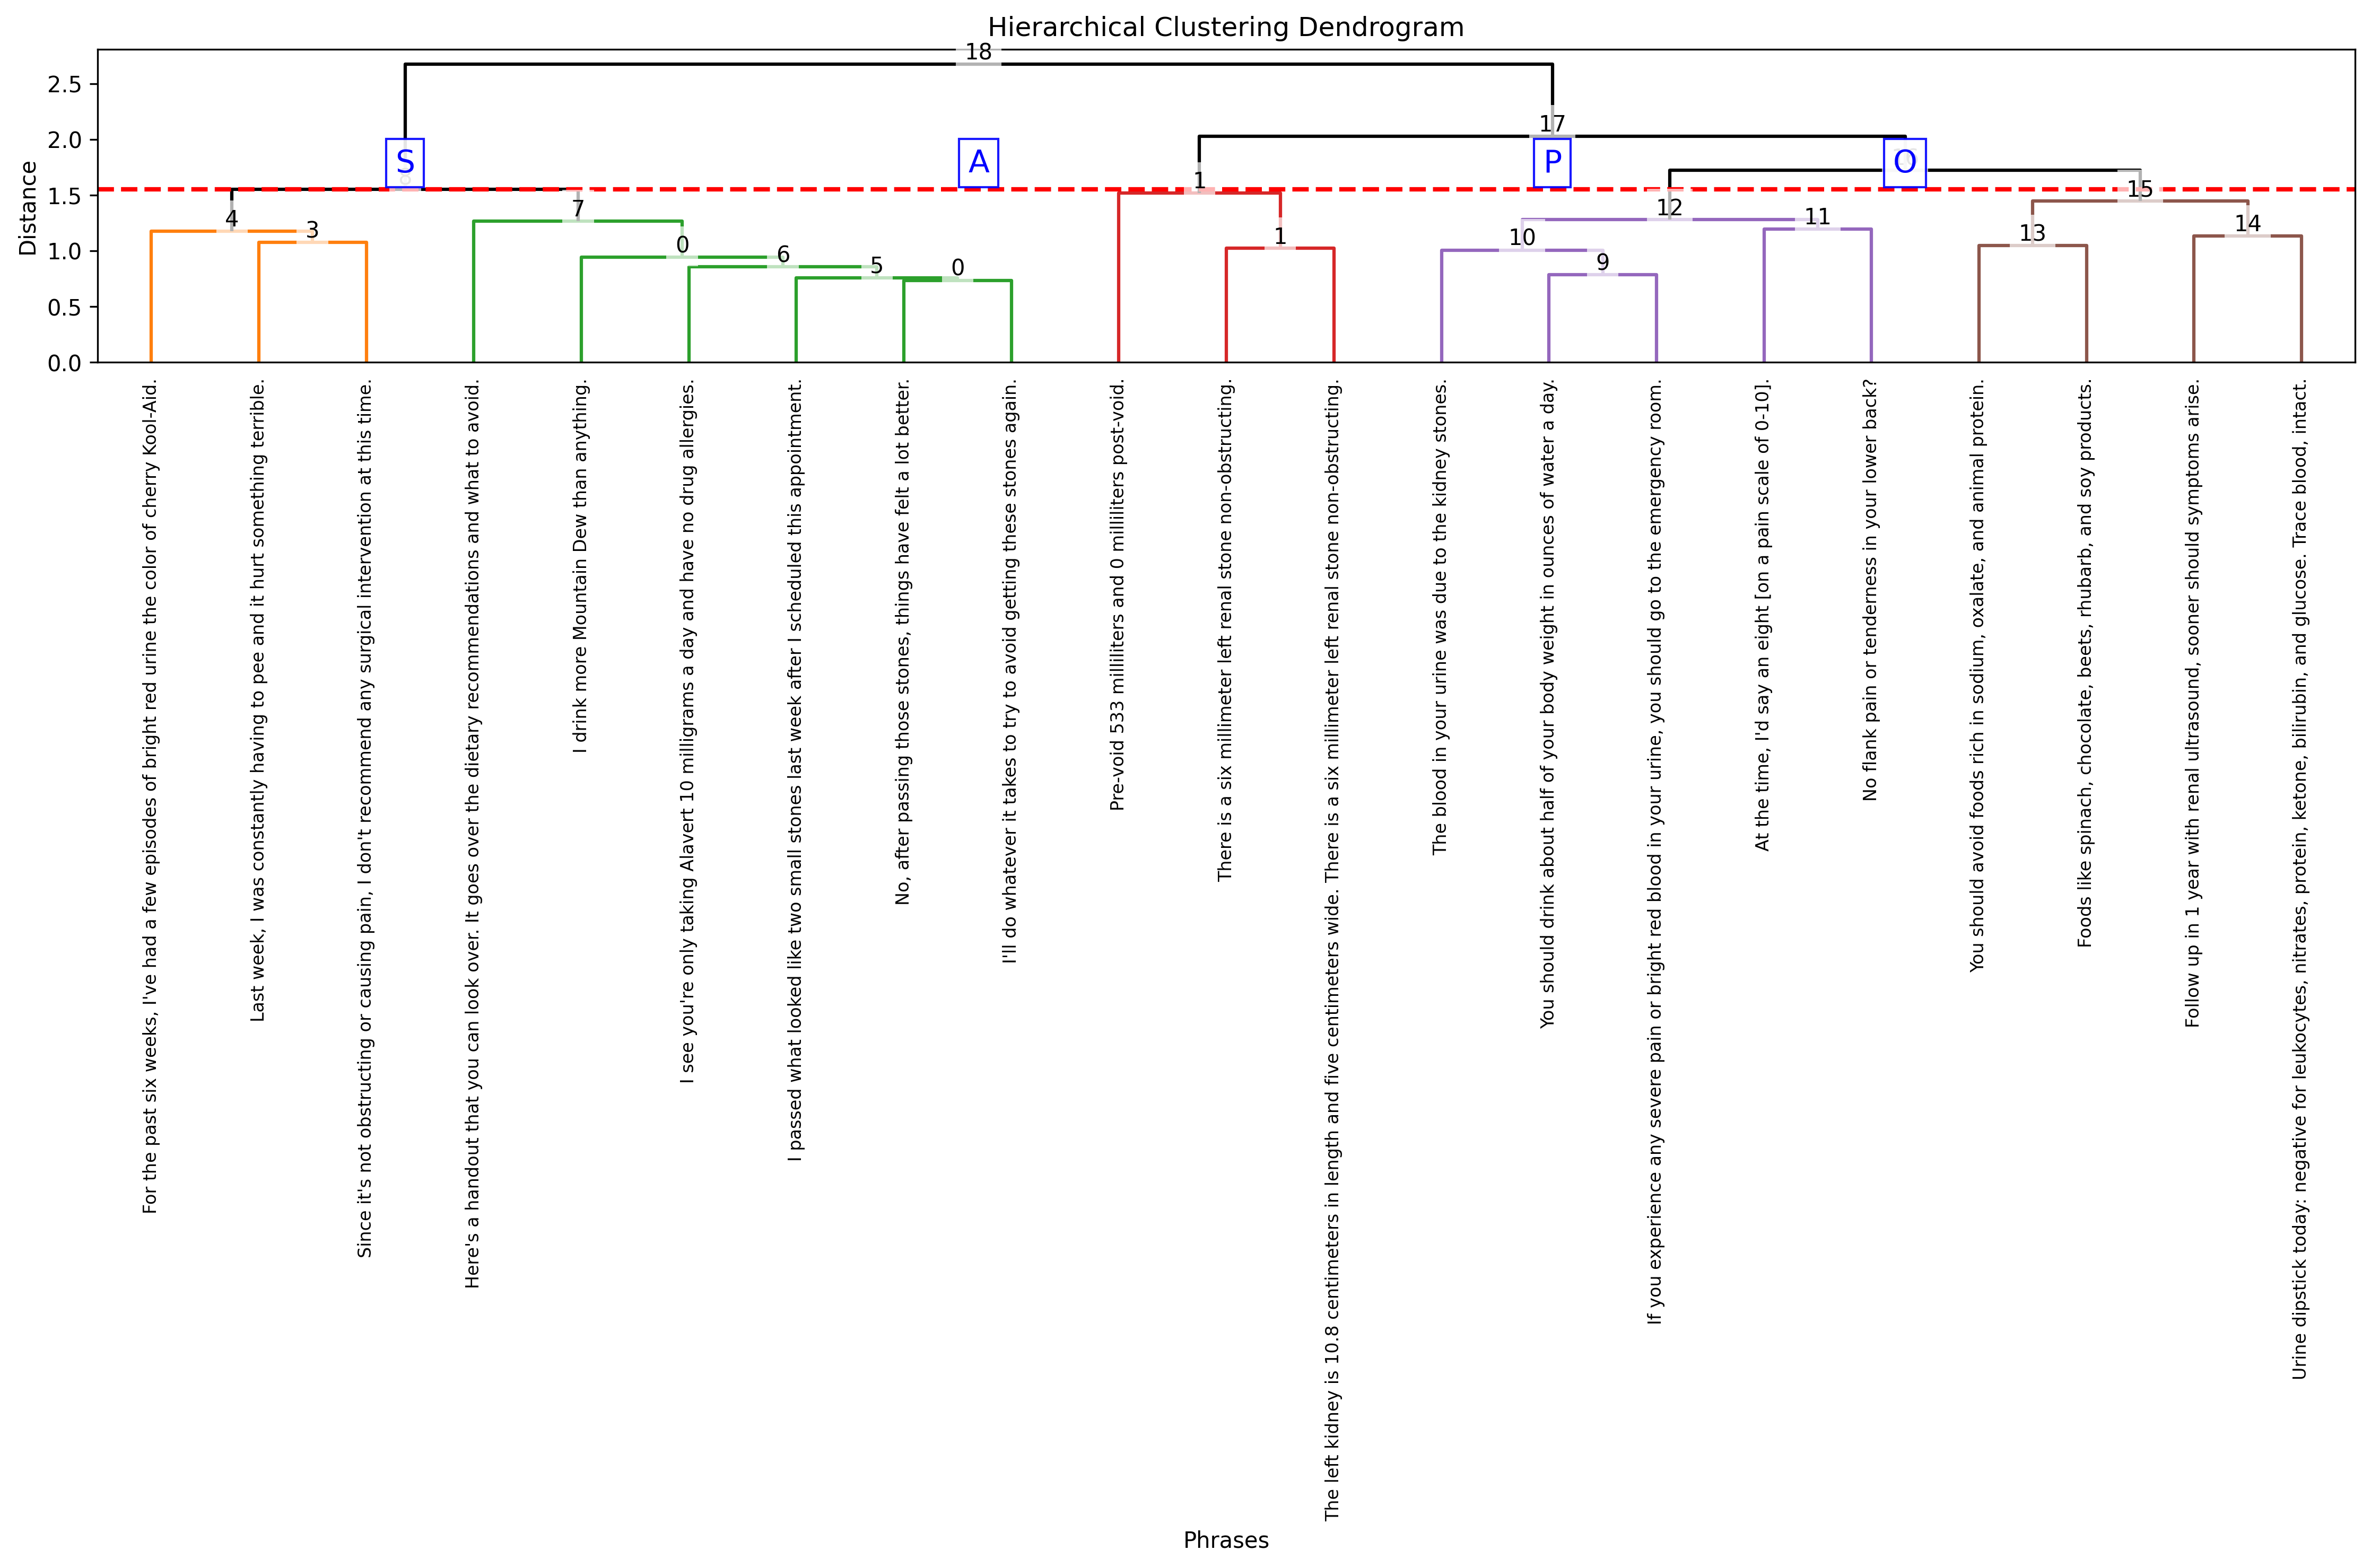 Hierarchical Clustering Dendrogram
Distance
2.5
2.0
1.5
1.0
0.5
0.0
18
17
S
A
P
O
1
15
4
3
7
0
6
5
0
1
12
11
10
9
13
14
For the past six weeks, I've had a few episodes of bright red urine the color of cherry Kool-Aid.
Last week, I was constantly having to pee and it hurt something terrible.
Since it's not obstructing or causing pain, I don't recommend any surgical intervention at this time.
Here's a handout that you can look over. It goes over the dietary recommendations and what to avoid.
I drink more Mountain Dew than anything.
I see you're only taking Alavert 10 milligrams a day and have no drug allergies.
I passed what looked like two small stones last week after I scheduled this appointment.
No, after passing those stones, things have felt a lot better.
I'll do whatever it takes to try to avoid getting these stones again.
Pre-void 533 milliliters and 0 milliliters post-void.
There is a six millimeter left renal stone non-obstructing.
The left kidney is 10.8 centimeters in length and five centimeters wide. There is a six millimeter left renal stone non-obstructing.
The blood in your urine was due to the kidney stones.
You should drink about half of your body weight in ounces of water a day.
If you experience any severe pain or bright red blood in your urine, you should go to the emergency room.
At the time, I'd say an eight [on a pain scale of 0-10].
No flank pain or tenderness in your lower back?
You should avoid foods rich in sodium, oxalate, and animal protein.
Foods like spinach, chocolate, beets, rhubarb, and soy products.
Follow up in 1 year with renal ultrasound, sooner should symptoms arise.
Urine dipstick today: negative for leukocytes, nitrates, protein, ketone, bilirubin, and glucose. Trace blood, intact.
Phrases